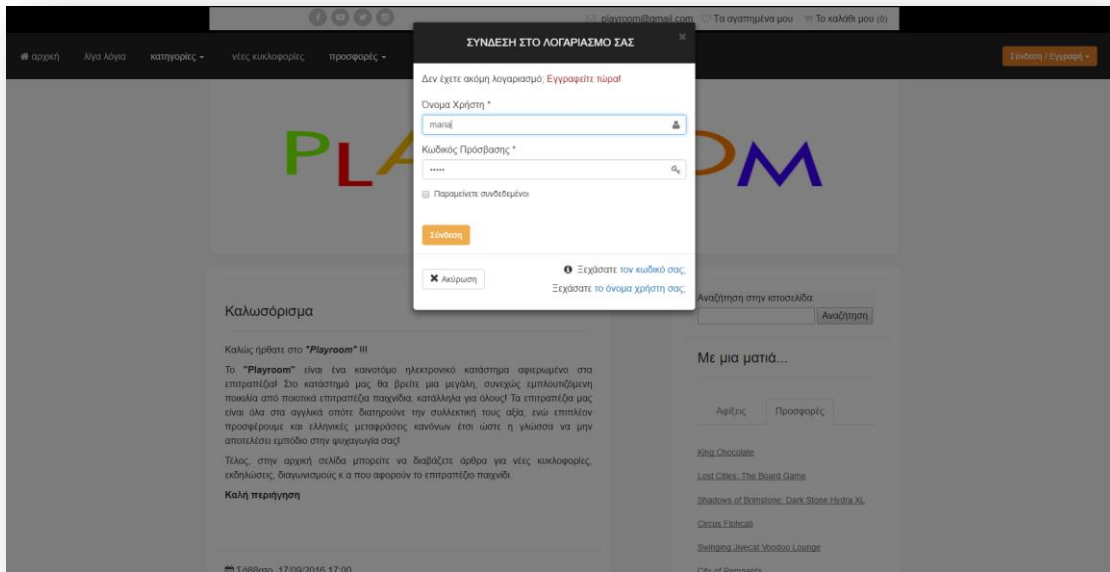 playroom@gmail.com Τα αγαπημένα μου Το καλάθι μου (0)
αρχική λίγα λόγια κατηγορίες νέες κυκλοφορίες προσφορές Σύνδεση / Εγγραφή
ΣΥΝΔΕΣΗ ΣΤΟ ΛΟΓΑΡΙΑΣΜΟ ΣΑΣ
Δεν έχετε ακόμη λογαριασμό; Εγγραφείτε τώρα!
Όνομα Χρήστη *
maria
Κωδικός Πρόσβασης *
•••••
Παραμείνετε συνδεδεμένοι
Σύνδεση
Ακύρωση
Ξεχάσατε τον κωδικό σας;
Ξεχάσατε το όνομα χρήστη σας;
PLA OM
Καλωσόρισμα
Καλώς ήρθατε στο "Playroom" !!!
Το "Playroom" είναι ένα καινοτόμο ηλεκτρονικό κατάστημα αφιερωμένο στα
επιτραπέζια! Στο κατάστημά μας θα βρείτε μια μεγάλη, συνεχώς εμπλουτιζόμενη
ποικιλία από ποιοτικά επιτραπέζια παιχνίδια, κατάλληλα για όλους! Τα επιτραπέζια μας
είναι όλα στα αγγλικά οπότε διατηρούνε την συλλεκτική τους αξία, ενώ επιπλέον
προσφέρουμε και ελληνικές μεταφράσεις κανόνων έτσι ώστε η γλώσσα να μην
αποτελέσει εμπόδιο στην ψυχαγωγία σας!
Τέλος, στην αρχική σελίδα μπορείτε να διαβάζετε άρθρα για νέες κυκλοφορίες,
εκδηλώσεις, διαγωνισμούς κ.α που αφορούν το επιτραπέζιο παιχνίδι.
Καλή περιήγηση
Σάββατο, 17/09/2016 17:00
Αναζήτηση στην ιστοσελίδα:
Αναζήτηση
Με μια ματιά...
Αφίξεις Προσφορές
King Chocolate
Lost Cities: The Board Game
Shadows of Brimstone: Dark Stone Hydra XL
Circus Flohcati
Swinging Jivecat Voodoo Lounge
City of Remnants